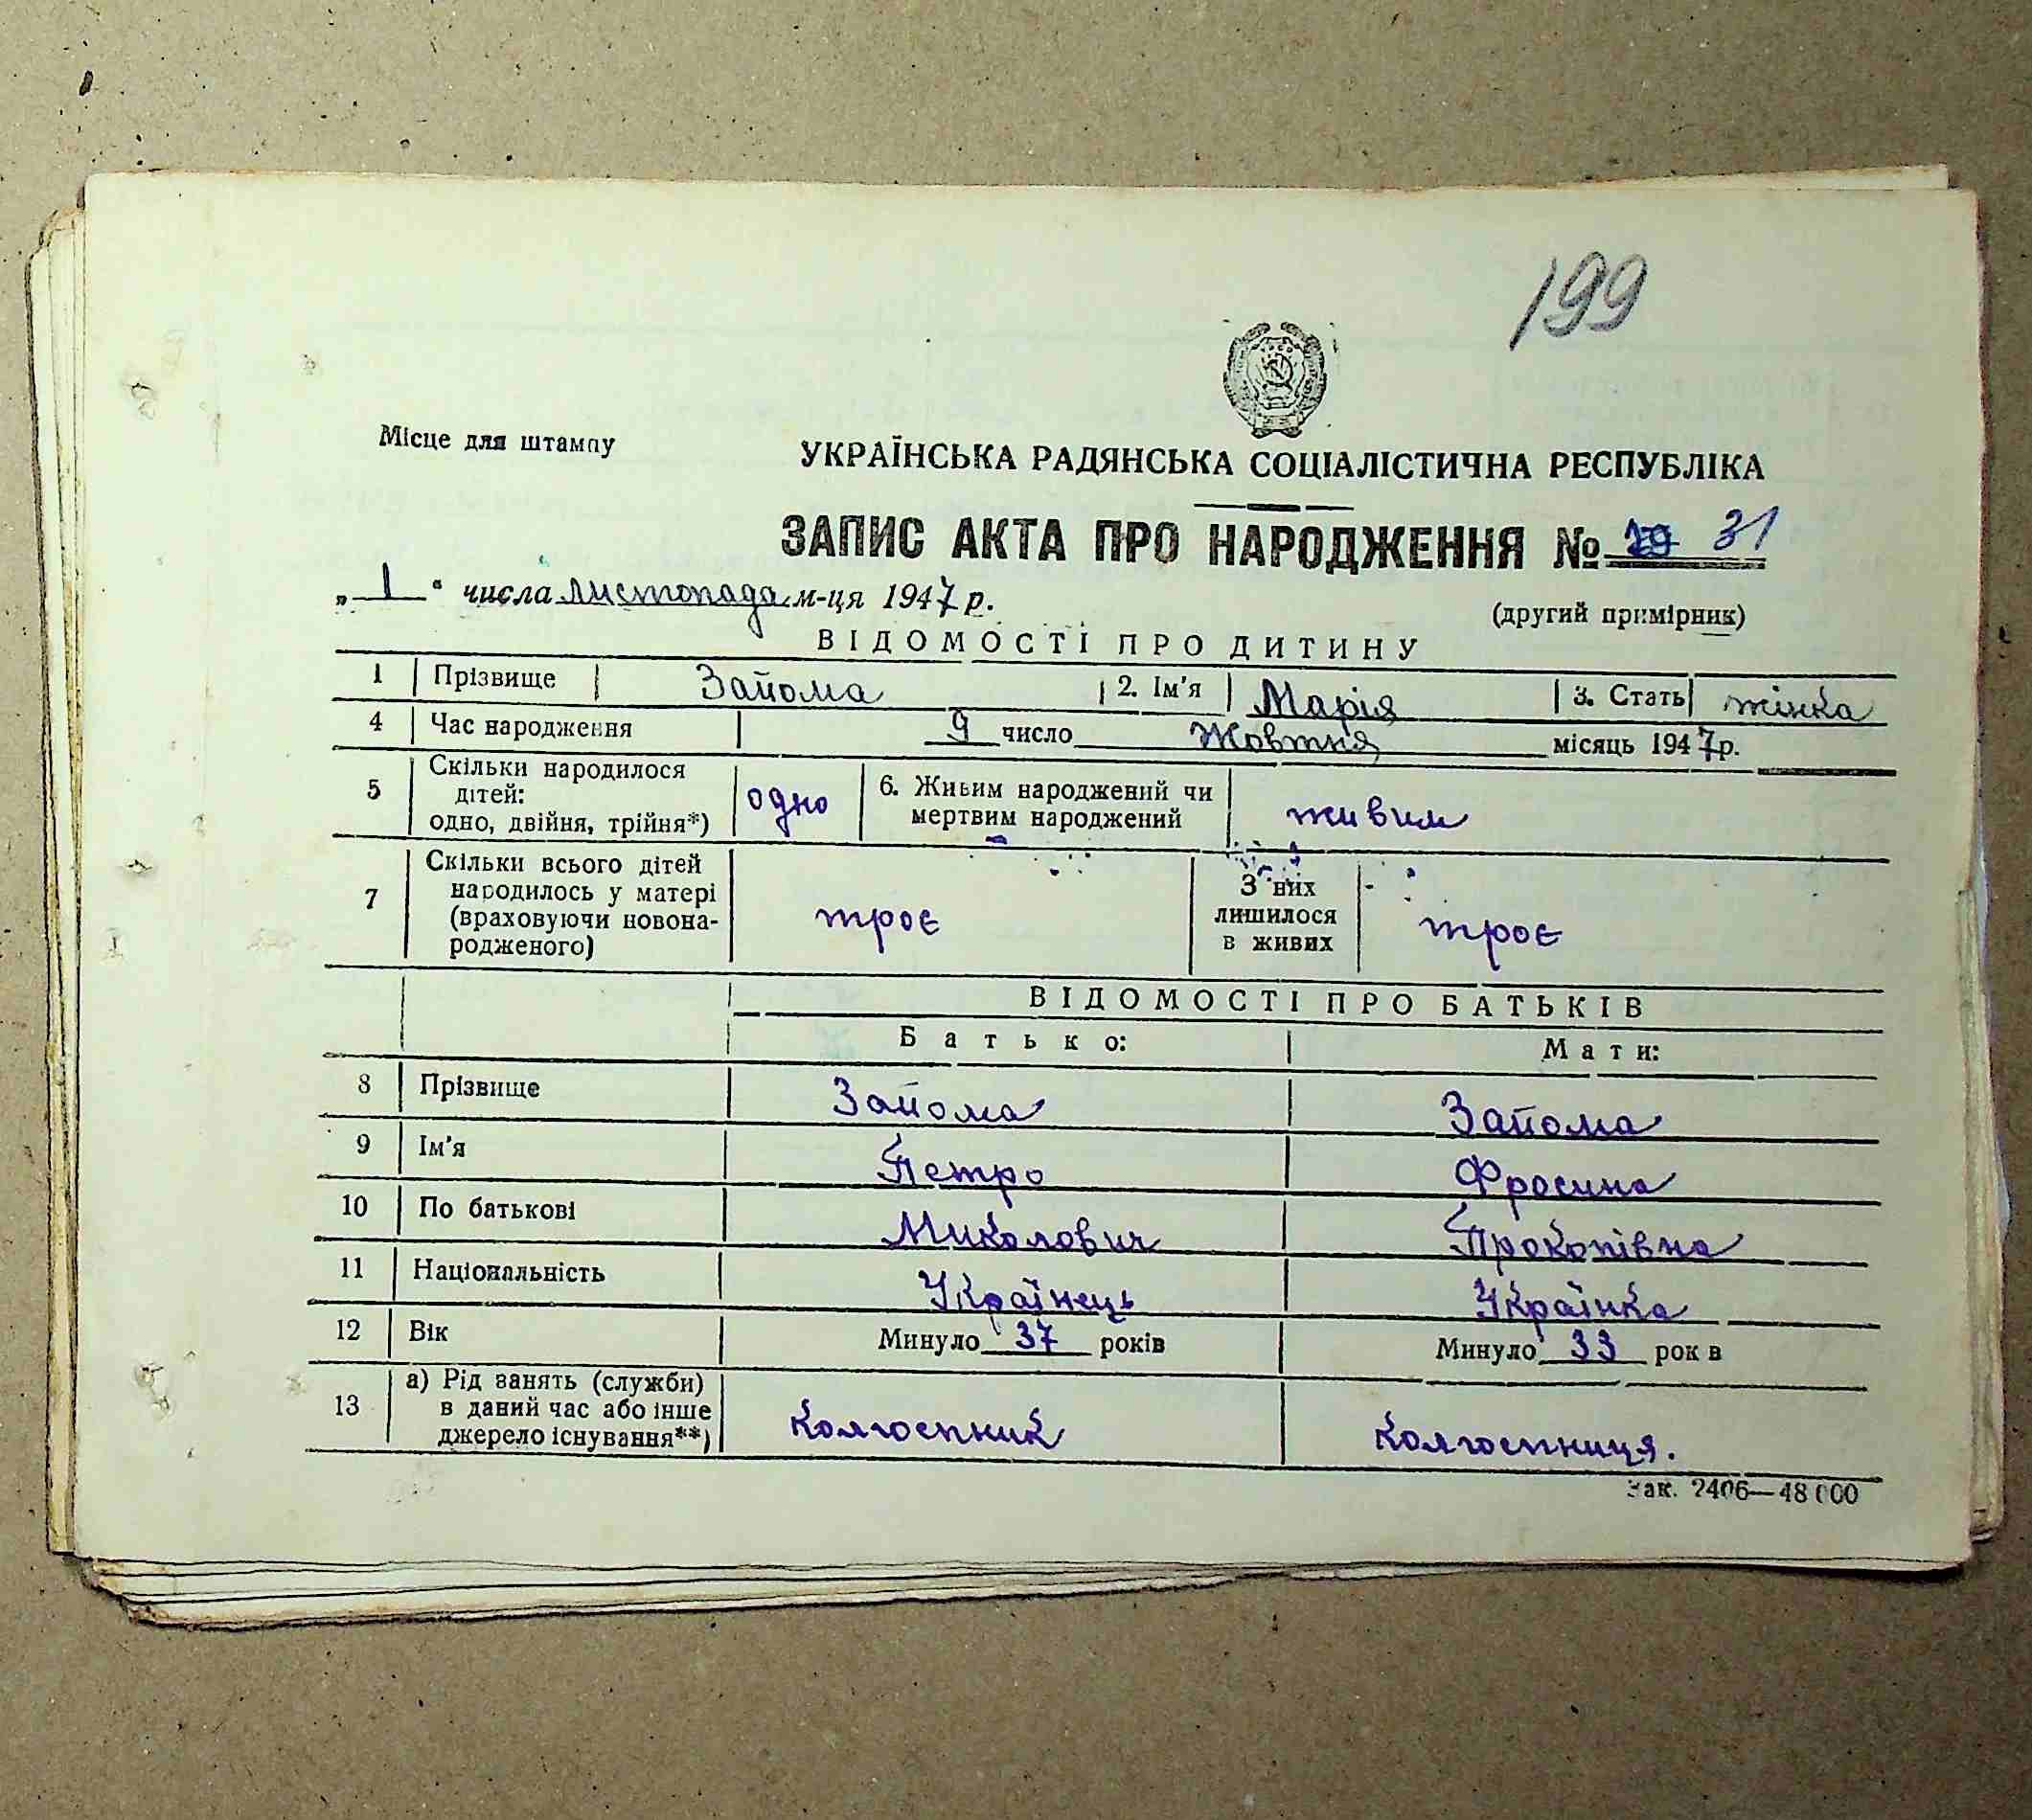 199
Місце для штампу
УКРАЇНСЬКА РАДЯНСЬКА СОЦІАЛІСТИЧНА РЕСПУБЛІКА
ЗАПИС АКТА ПРО НАРОДЖЕННЯ № 31
„ 1 “ числа листопада м-ця 1947 р.
(другий примірник)
ВІДОМОСТІ ПРО ДИТИНУ
1 Прізвище Зайома 2. Ім'я Марія 3. Стать жінка
4 Час народження 9 число Жовтня місяць 1947р.
5 Скільки народилося дітей: одно, двійня, трійня*) одно 6. Живим народжений чи мертвим народжений живим
7 Скільки всього дітей народилось у матері (враховуючи новонародженого) троє З них лишилося в живих троє
ВІДОМОСТІ ПРО БАТЬКІВ
Батько: Мати:
8 Прізвище Зайома Зайома
9 Ім'я Петро Фросина
10 По батькові Миколович Прокопівна
11 Національність Українець Українка
12 Вік Минуло 37 років Минуло 33 рок в
13 а) Рід занять (служби) в даний час або інше джерело існування**) колгоспник колгоспниця.
Зак. 2406—48000